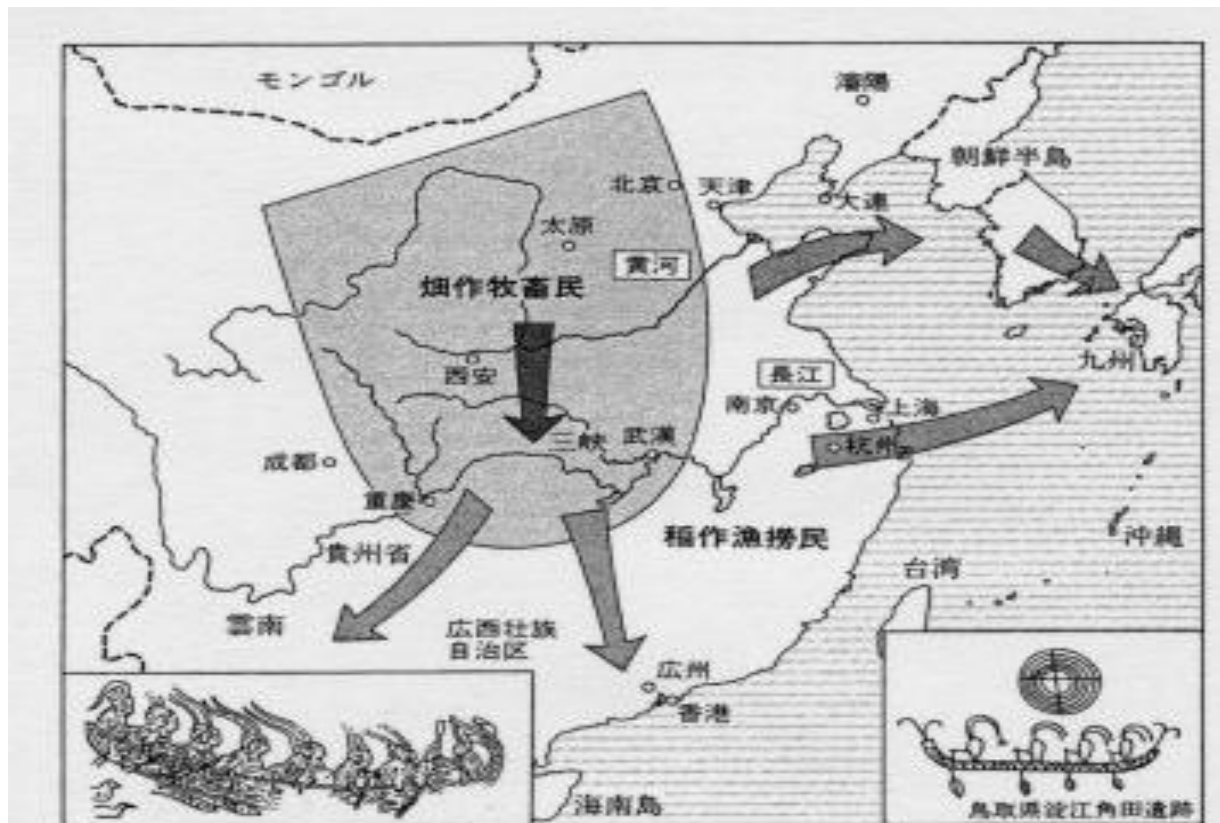 モンゴル
瀋陽
朝鮮半島
北京
天津
大連
太原
黄河
畑作牧畜民
西安
九州
長江
南京
上海
三峡
武漢
杭州
成都
重慶
稲作漁撈民
沖縄
貴州省
台湾
雲南
広西壮族
自治区
広州
香港
海南島
鳥取県淀江角田遺跡